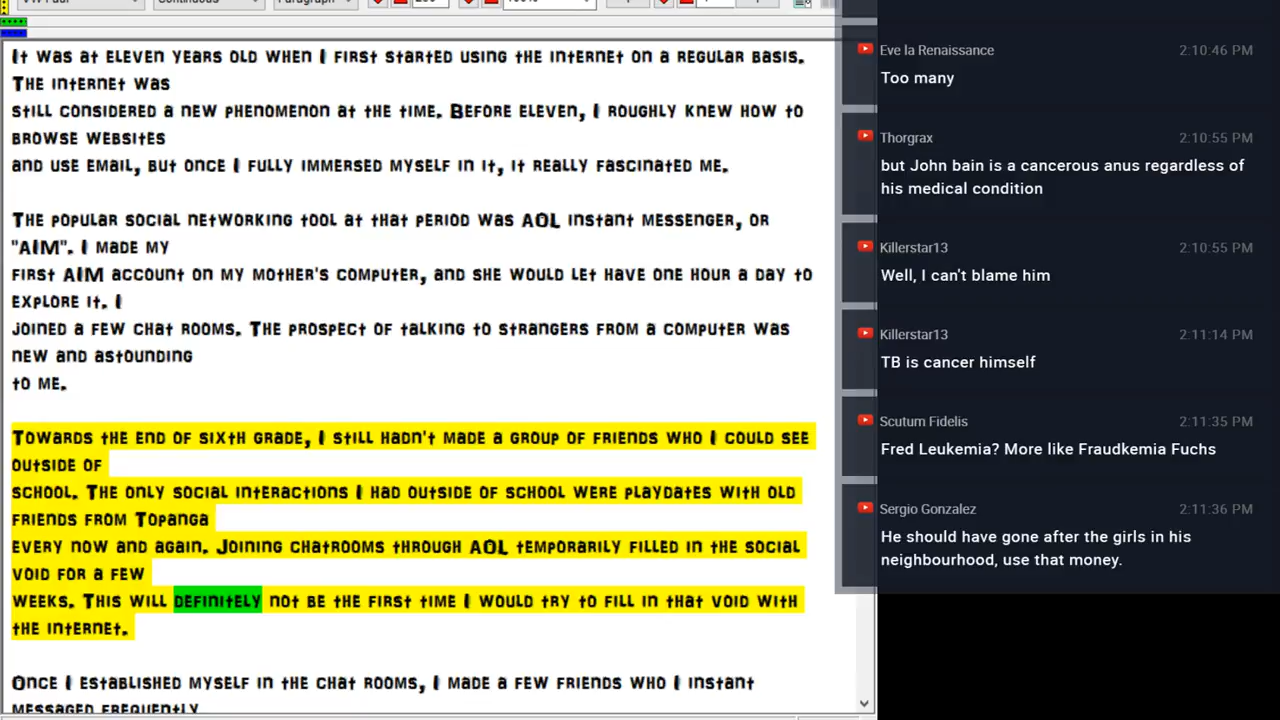 Continuous
Paragraph
It was at eleven years old when I first started using the internet on a regular basis.
The internet was
still considered a new phenomenon at the time. Before eleven, I roughly knew how to
browse websites
and use email, but once I fully immersed myself in it, it really fascinated me.
The popular social networking tool at that period was AOL instant messenger, or
"AIM". I made my
first AIM account on my mother's computer, and she would let have one hour a day to
explore it. I
joined a few chat rooms. The prospect of talking to strangers from a computer was
new and astounding
to me.
Towards the end of sixth grade, I still hadn't made a group of friends who I could see
outside of
school. The only social interactions I had outside of school were playdates with old
friends from Topanga
every now and again. Joining chatrooms through AOL temporarily filled in the social
void for a few
weeks. This will definitely not be the first time I would try to fill in that void with
the internet.
Once I established myself in the chat rooms, I made a few friends who I instant
messaged frequently
Eve la Renaissance 2:10:46 PM
Too many
Thorgrax 2:10:55 PM
but John bain is a cancerous anus regardless of
his medical condition
Killerstar13 2:10:55 PM
Well, I can't blame him
Killerstar13 2:11:14 PM
TB is cancer himself
Scutum Fidelis 2:11:35 PM
Fred Leukemia? More like Fraudkemia Fuchs
Sergio Gonzalez 2:11:36 PM
He should have gone after the girls in his
neighbourhood, use that money.